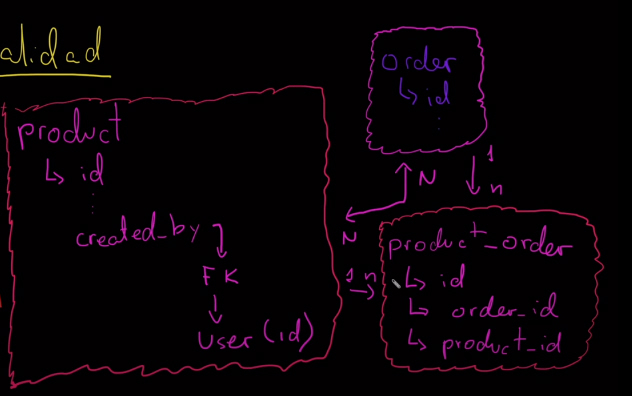 alidad
product
↳ id
⋮
created_by
FK
↓
User (id)
order
↳ id
⋮
N
1
n
N
1 n
product_order
↳ id
↳ order_id
↳ product_id